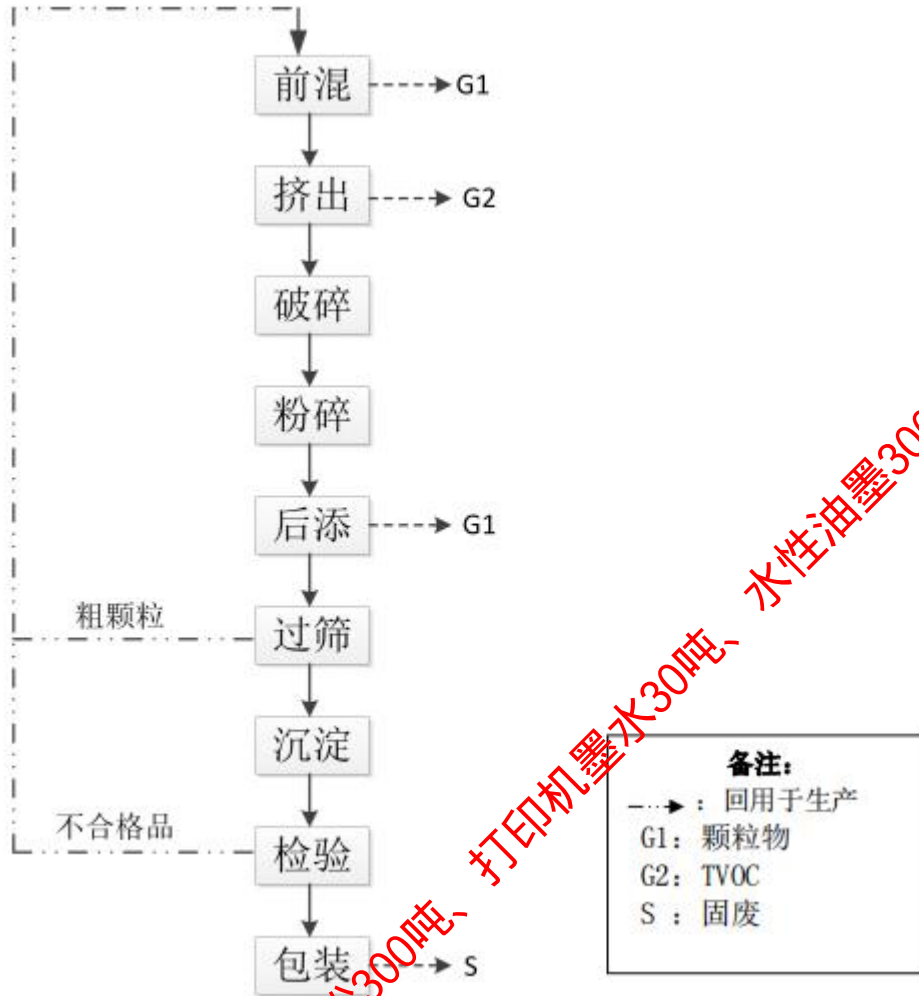 前混
G1
挤出
G2
破碎
粉碎
后添
G1
粗颗粒
过筛
沉淀
不合格品
检验
包装
S
备注:
: 回用于生产
G1: 颗粒物
G2: TVOC
S : 固废
300吨、打印机墨水30吨、水性油墨300